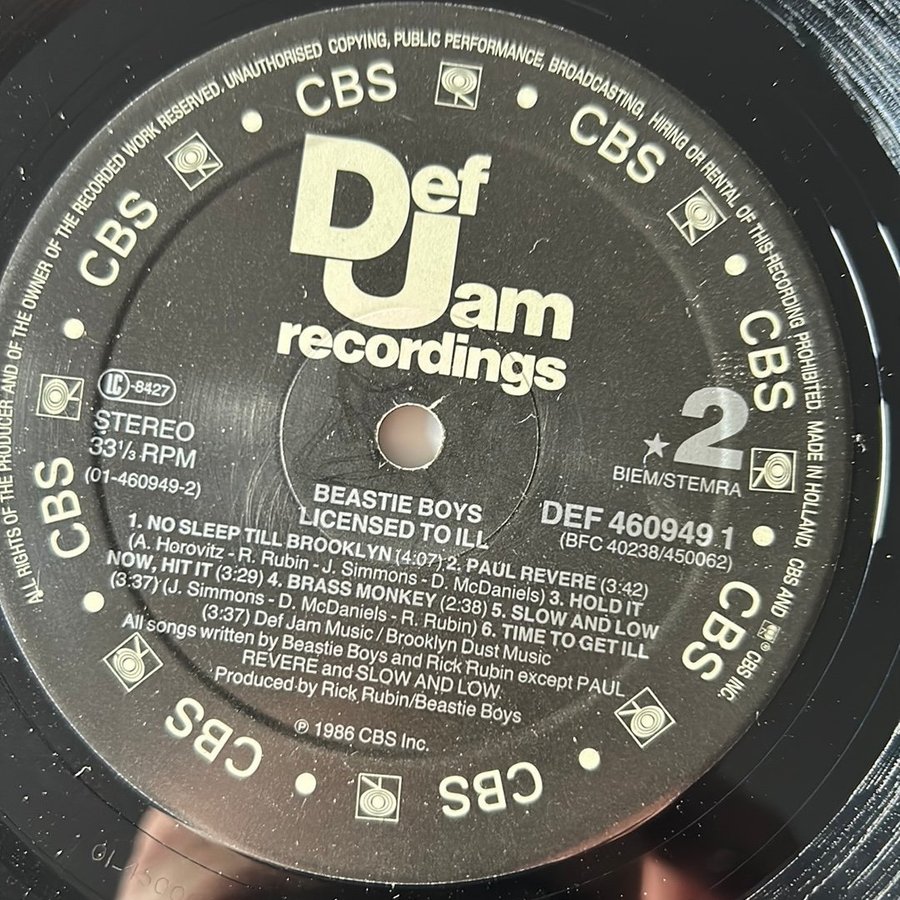 ALL RIGHTS OF THE PRODUCER AND OF THE OWNER OF THE RECORDED WORK RESERVED. UNAUTHORISED COPYING, PUBLIC PERFORMANCE, BROADCASTING, HIRING OR RENTAL OF THIS RECORDING PROHIBITED. MADE IN HOLLAND. CBS AND ® CBS INC.
CBS
CBS
CBS
CBS
CBS
CBS
CBS
CBS
Def
Jam
recordings
LC-8427
STEREO
33 1/3 RPM
(01-460949-2)
★2
BIEM/STEMRA
DEF 460949 1
(BFC 40238/450062)
BEASTIE BOYS
LICENSED TO ILL
1. NO SLEEP TILL BROOKLYN (4:07) 2. PAUL REVERE (3:42)
(A. Horovitz - R. Rubin - J. Simmons - D. McDaniels) 3. HOLD IT
NOW, HIT IT (3:29) 4. BRASS MONKEY (2:38) 5. SLOW AND LOW
(3:37) (J. Simmons - D. McDaniels - R. Rubin) 6. TIME TO GET ILL
(3:37) Def Jam Music / Brooklyn Dust Music
All songs written by Beastie Boys and Rick Rubin except PAUL
REVERE and SLOW AND LOW.
Produced by Rick Rubin/Beastie Boys
℗ 1986 CBS Inc.